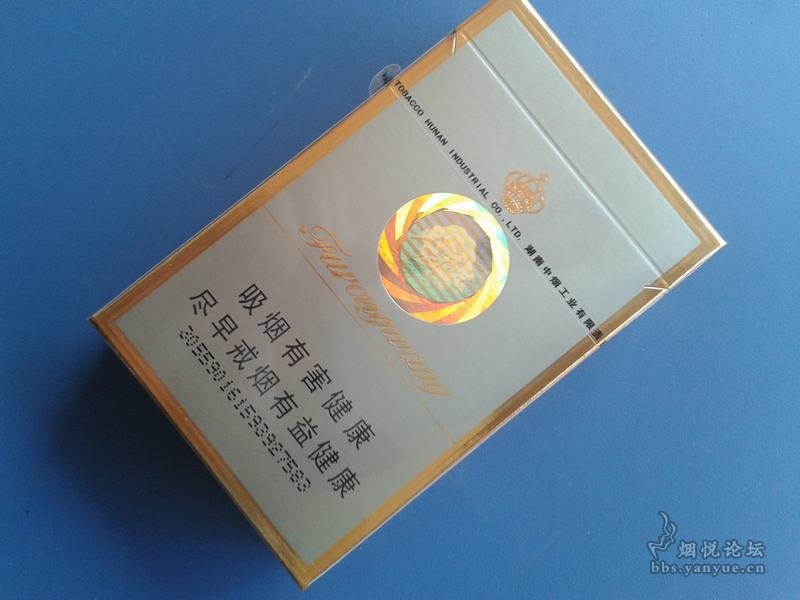 TOBACCO HUNAN INDUSTRIAL CO., LTD. 湖南中烟工业有限
Furongwang
吸烟有害健康
尽早戒烟有益健康
烟悦论坛
bbs.yanyue.cn